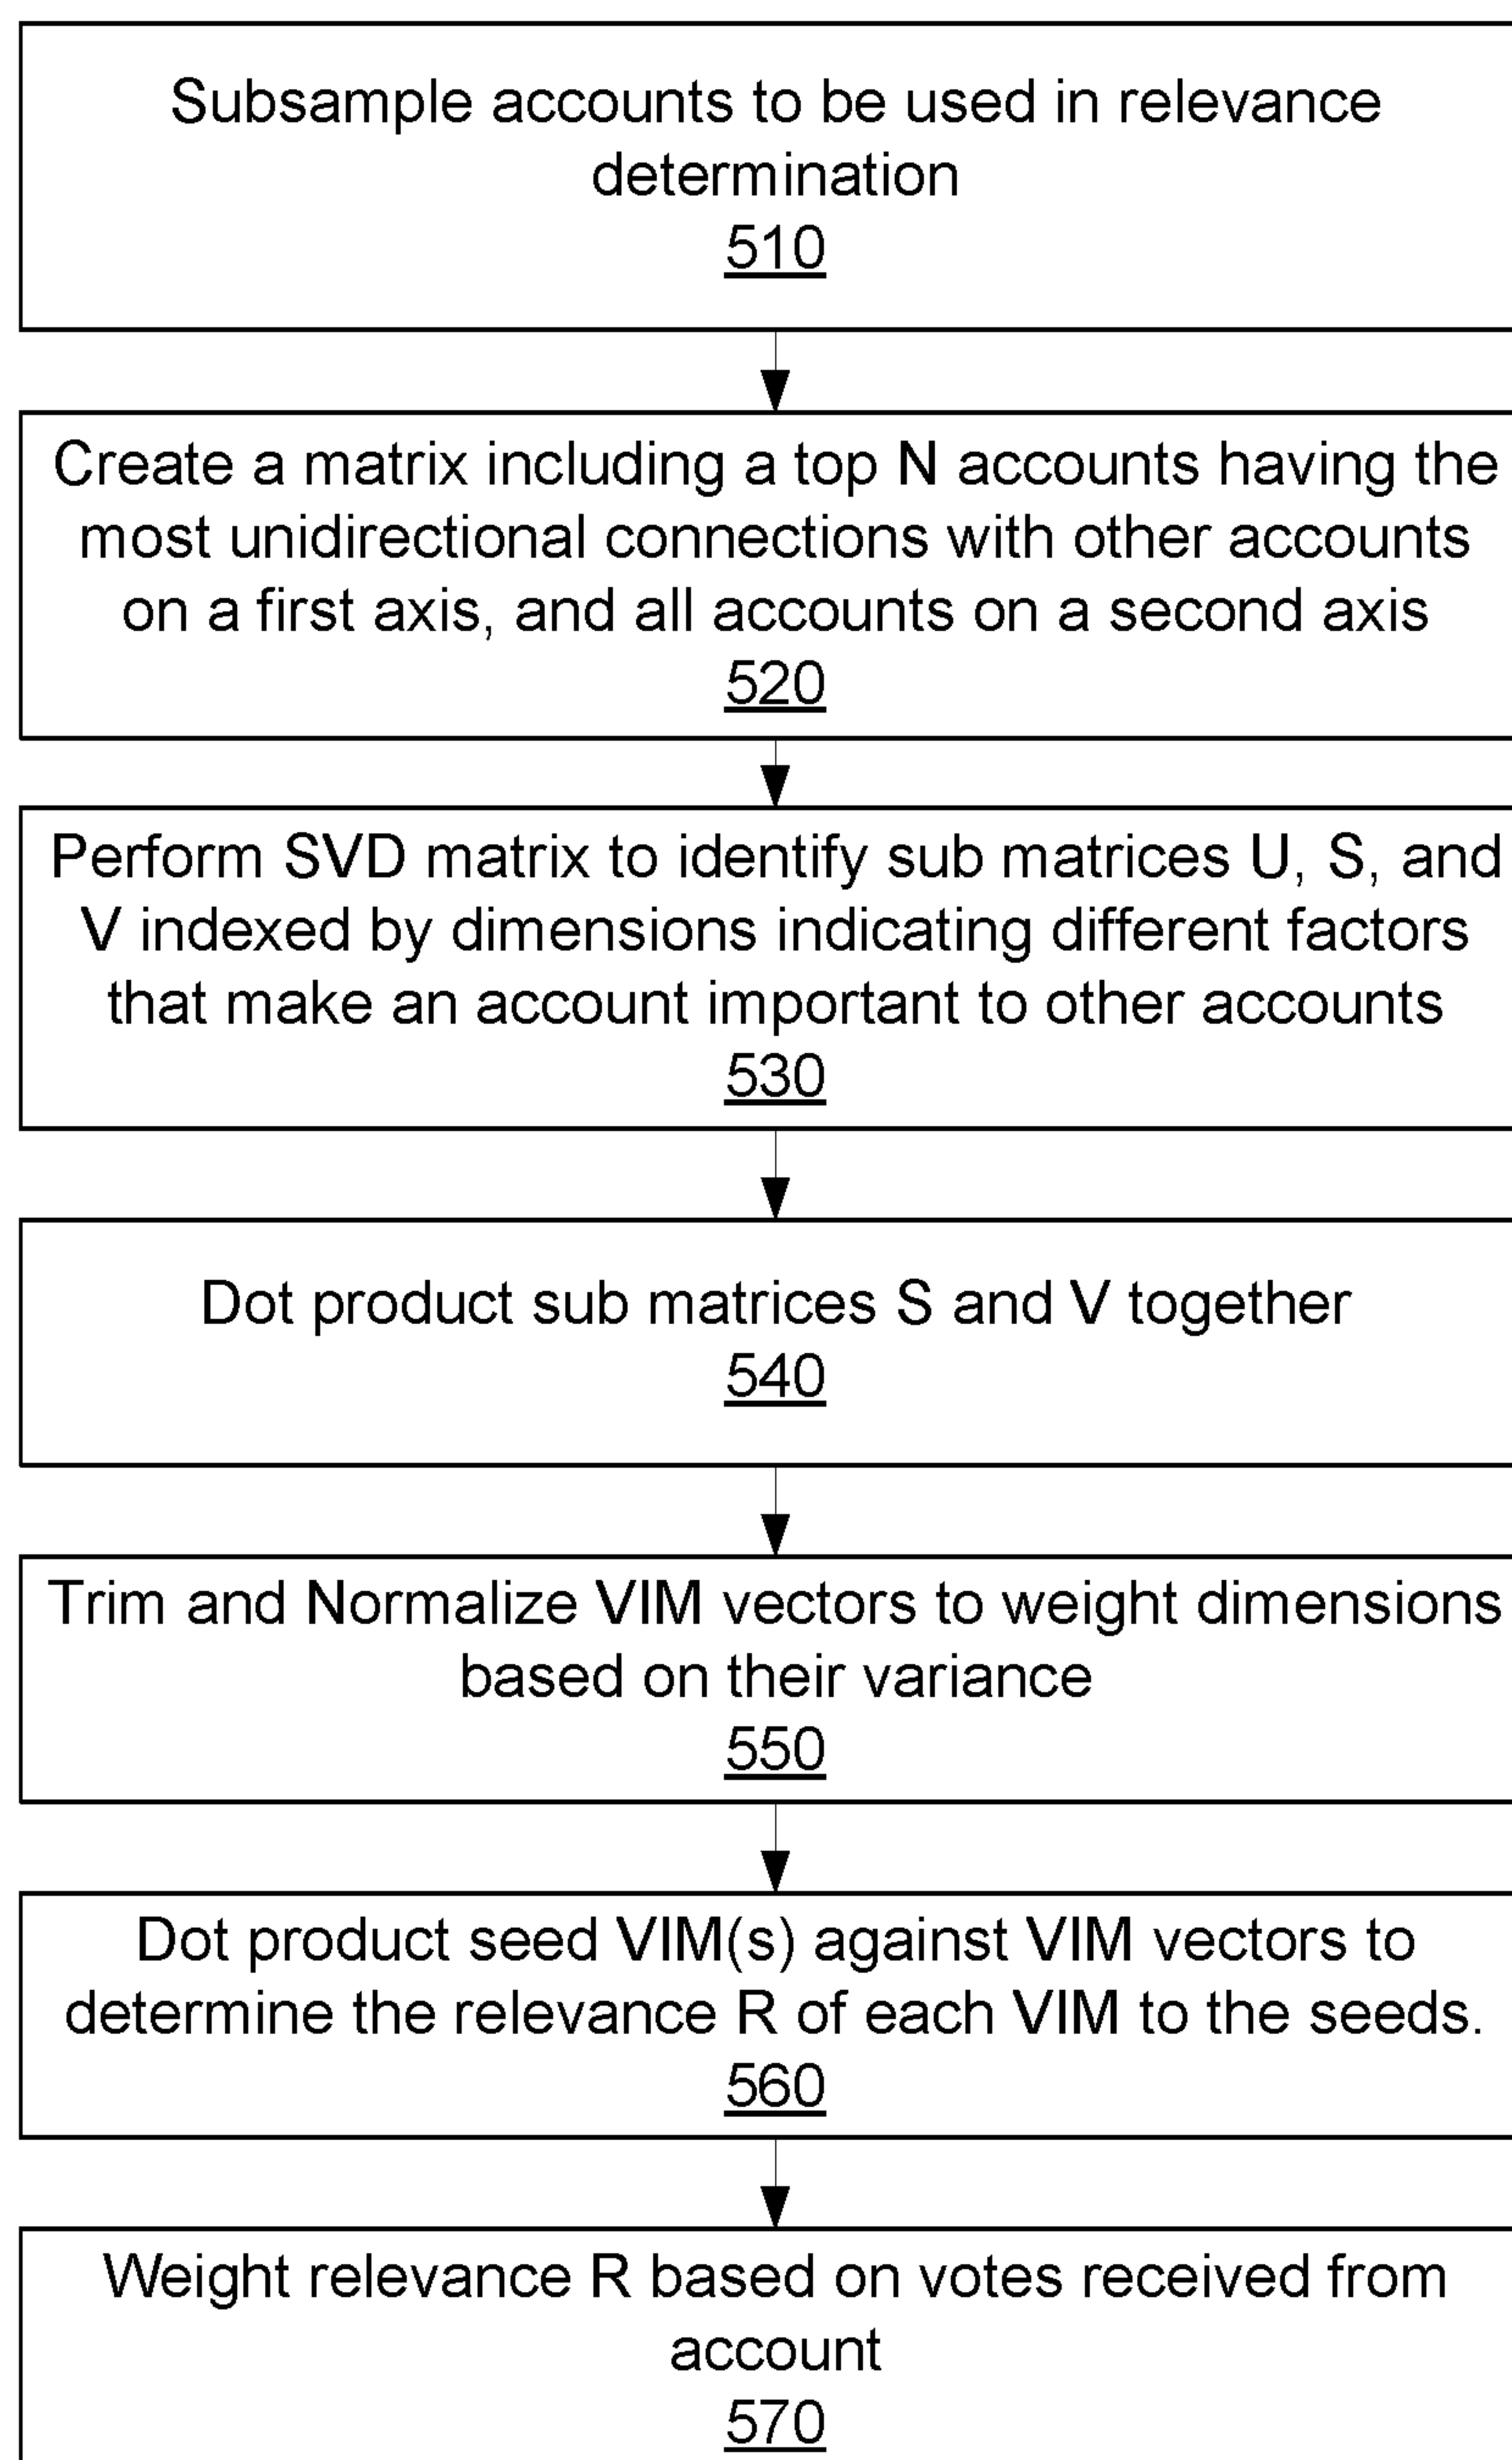 Subsample accounts to be used in relevance
determination
510
Create a matrix including a top N accounts having the
most unidirectional connections with other accounts
on a first axis, and all accounts on a second axis
520
Perform SVD matrix to identify sub matrices U, S, and
V indexed by dimensions indicating different factors
that make an account important to other accounts
530
Dot product sub matrices S and V together
540
Trim and Normalize VIM vectors to weight dimensions
based on their variance
550
Dot product seed VIM(s) against VIM vectors to
determine the relevance R of each VIM to the seeds.
560
Weight relevance R based on votes received from
account
570